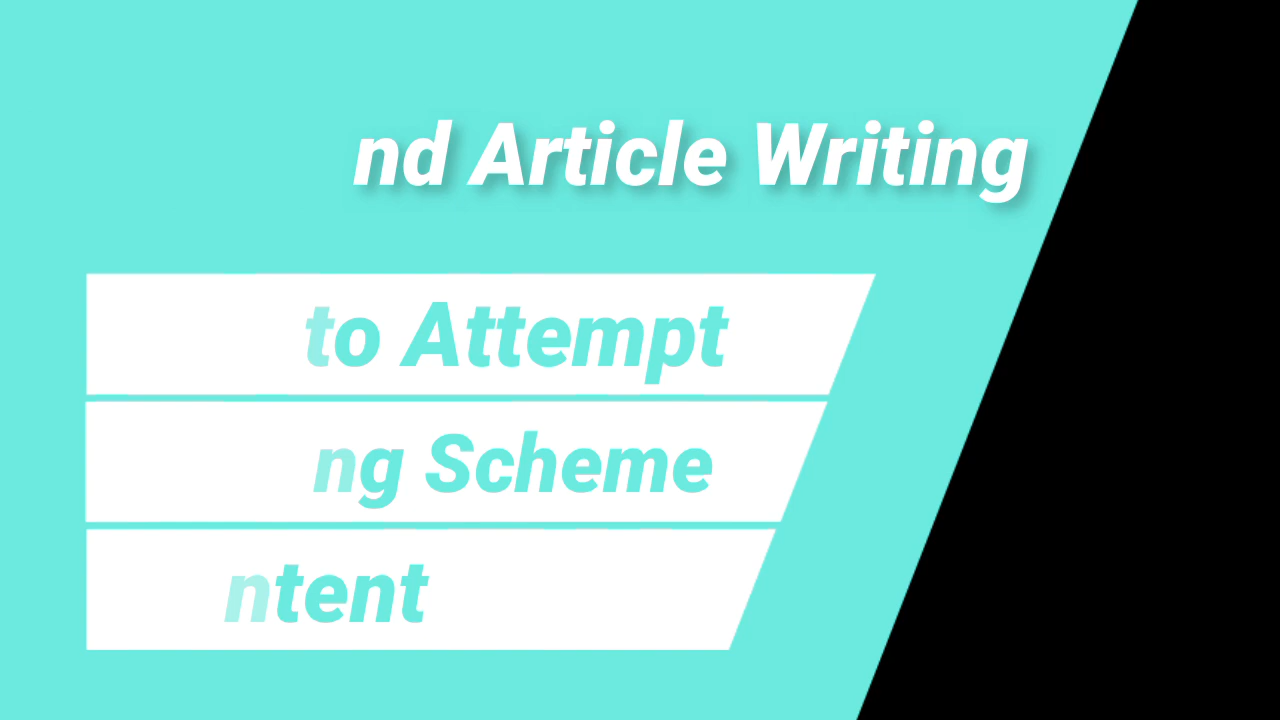 nd Article Writing
to Attempt
ng Scheme
ntent